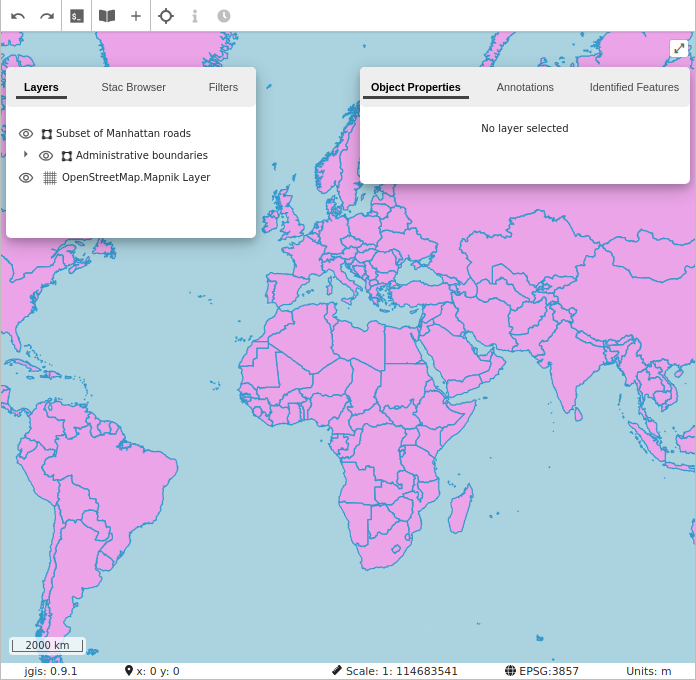 Layers Stac Browser Filters
Subset of Manhattan roads
Administrative boundaries
OpenStreetMap.Mapnik Layer
Object Properties Annotations Identified Features
No layer selected
2000 km
jgis: 0.9.1 x: 0 y: 0 Scale: 1: 114683541 EPSG:3857 Units: m